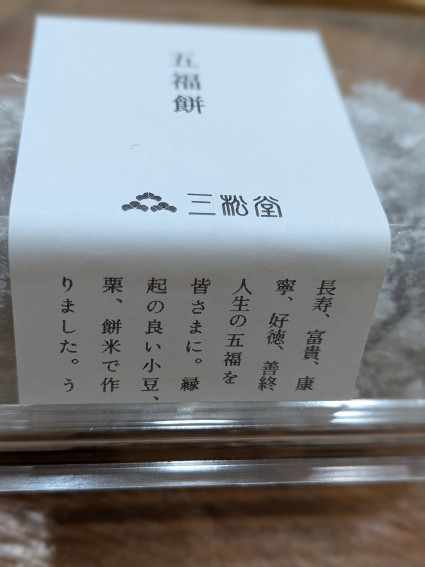 五福餅
三松堂
長寿、富貴、康
寧、好徳、善終
人生の五福を
皆さまに。縁
起の良い小豆、
栗、餅米で作
りました。う